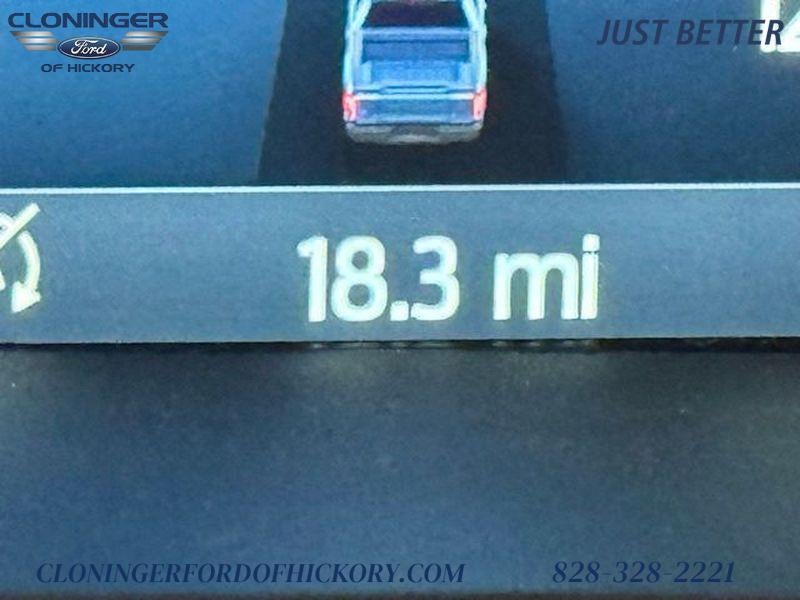 CLONINGER
Ford
OF HICKORY
JUST BETTER
18.3 mi
CLONINGERFORDOFHICKORY.COM
828-328-2221